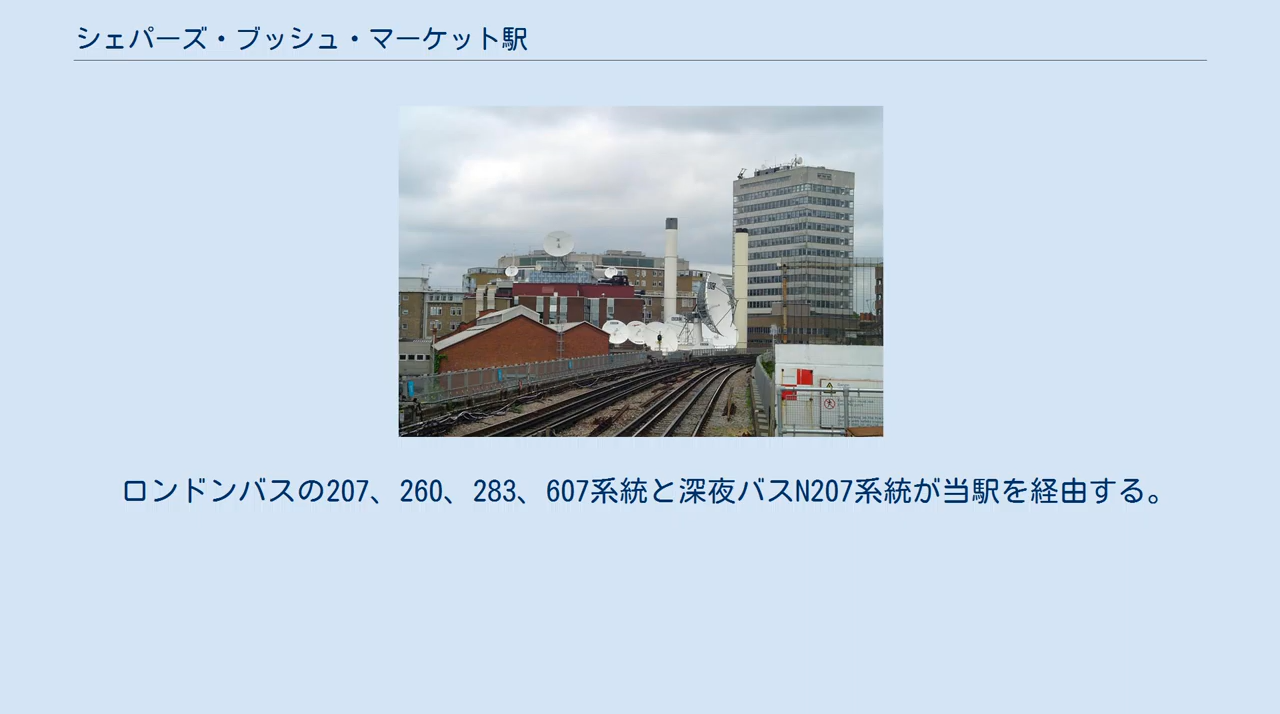 シェパーズ・ブッシュ・マーケット駅
ロンドンバスの207、260、283、607系統と深夜バスN207系統が当駅を経由する。